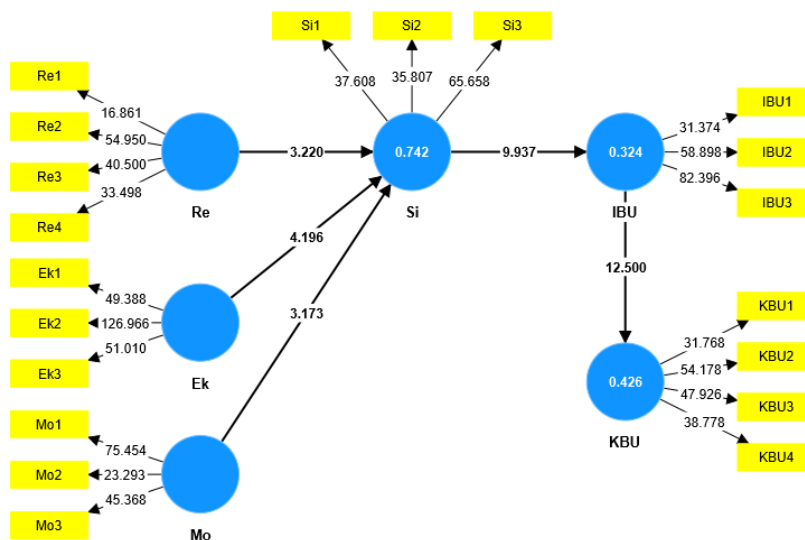 Si1 Si2 Si3
37.608 35.807 65.658
Re1
Re2
Re3
Re4
16.861
54.950
40.500
33.498
Re
3.220
0.742
Si
9.937
0.324
IBU
31.374
58.898
82.396
IBU1
IBU2
IBU3
Ek1
Ek2
Ek3
49.388
126.966
51.010
Ek
4.196
12.500
Mo1
Mo2
Mo3
75.454
23.293
45.368
Mo
3.173
0.426
KBU
31.768
54.178
47.926
38.778
KBU1
KBU2
KBU3
KBU4